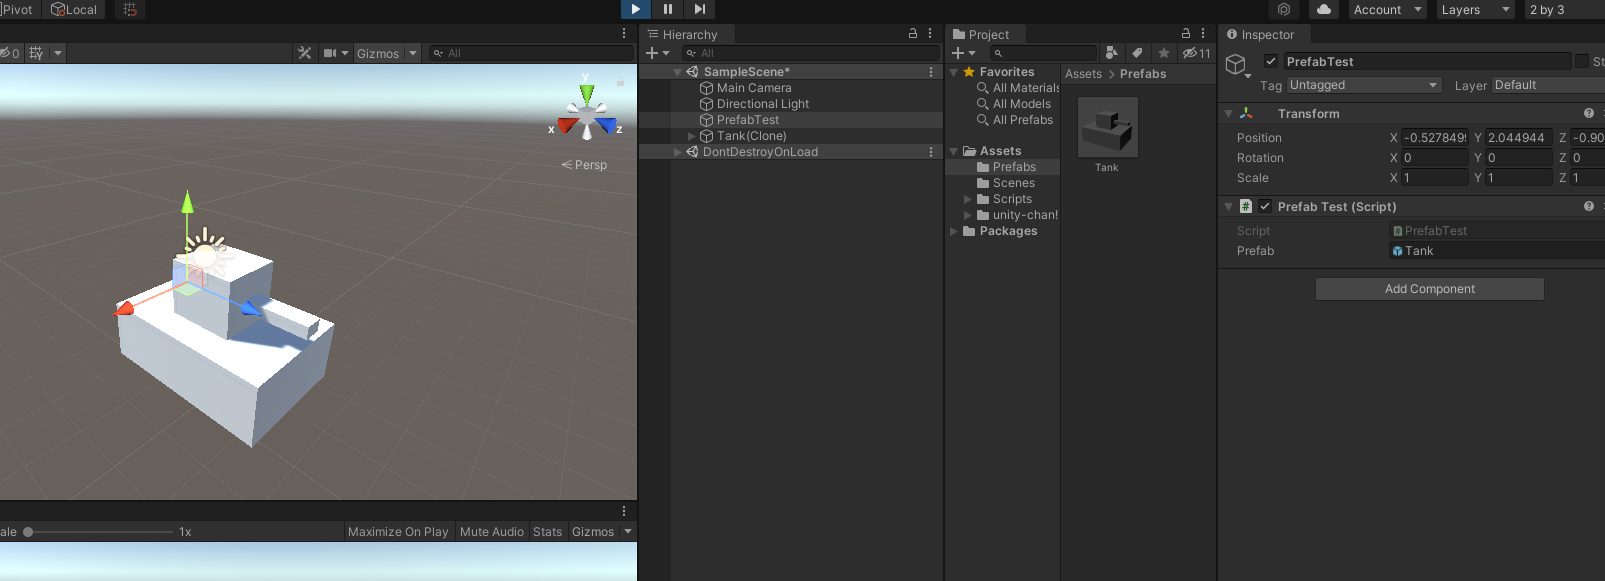 Pivot Local Account Layers 2 by 3
Hierarchy Project Inspector
0 Gizmos All All 11
SampleScene*
Main Camera
Directional Light
PrefabTest
Tank(Clone)
DontDestroyOnLoad
Favorites
All Materials
All Models
All Prefabs
Assets
Prefabs
Scenes
Scripts
unity-chan!
Packages
Assets > Prefabs
Tank
PrefabTest St
Tag Untagged Layer Default
Transform
Position X -0.5278499 Y 2.044944 Z -0.90
Rotation X 0 Y 0 Z 0
Scale X 1 Y 1 Z 1
# Prefab Test (Script)
Script PrefabTest
Prefab Tank
Add Component
y
x z
< Persp
ale 1x Maximize On Play Mute Audio Stats Gizmos